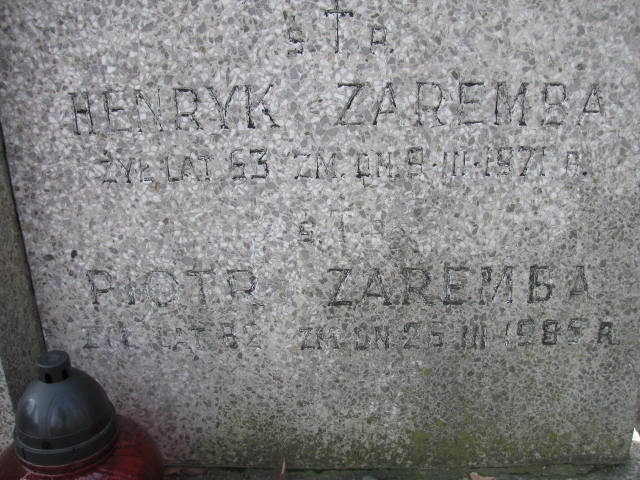 Ś.†P.
HENRYK ZAREMBA
ŻYŁ LAT 53 ZM. DN. 9-III-1971 R.
Ś.†P.
PIOTR ZAREMBA
ŻYŁ LAT 82 ZM. DN. 25 III 1985 R.